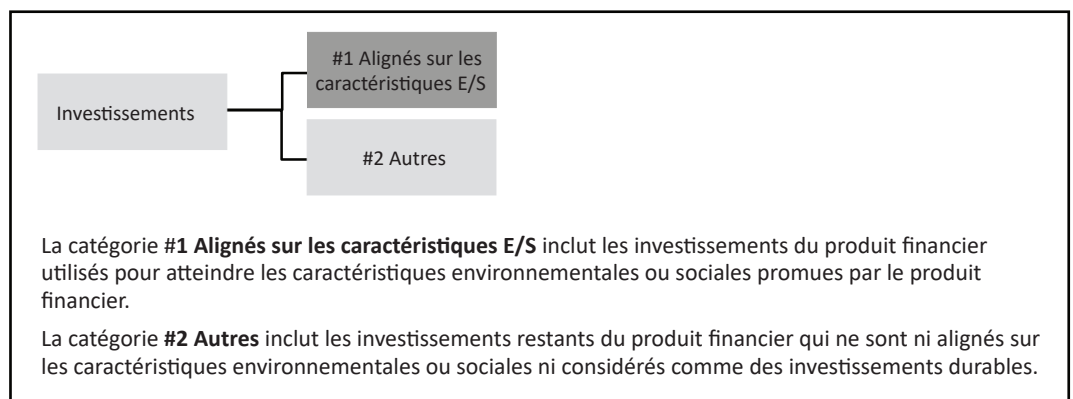 #1 Alignés sur les
caractéristiques E/S
Investissements
#2 Autres
La catégorie #1 Alignés sur les caractéristiques E/S inclut les investissements du produit financier
utilisés pour atteindre les caractéristiques environnementales ou sociales promues par le produit
financier.
La catégorie #2 Autres inclut les investissements restants du produit financier qui ne sont ni alignés sur
les caractéristiques environnementales ou sociales ni considérés comme des investissements durables.